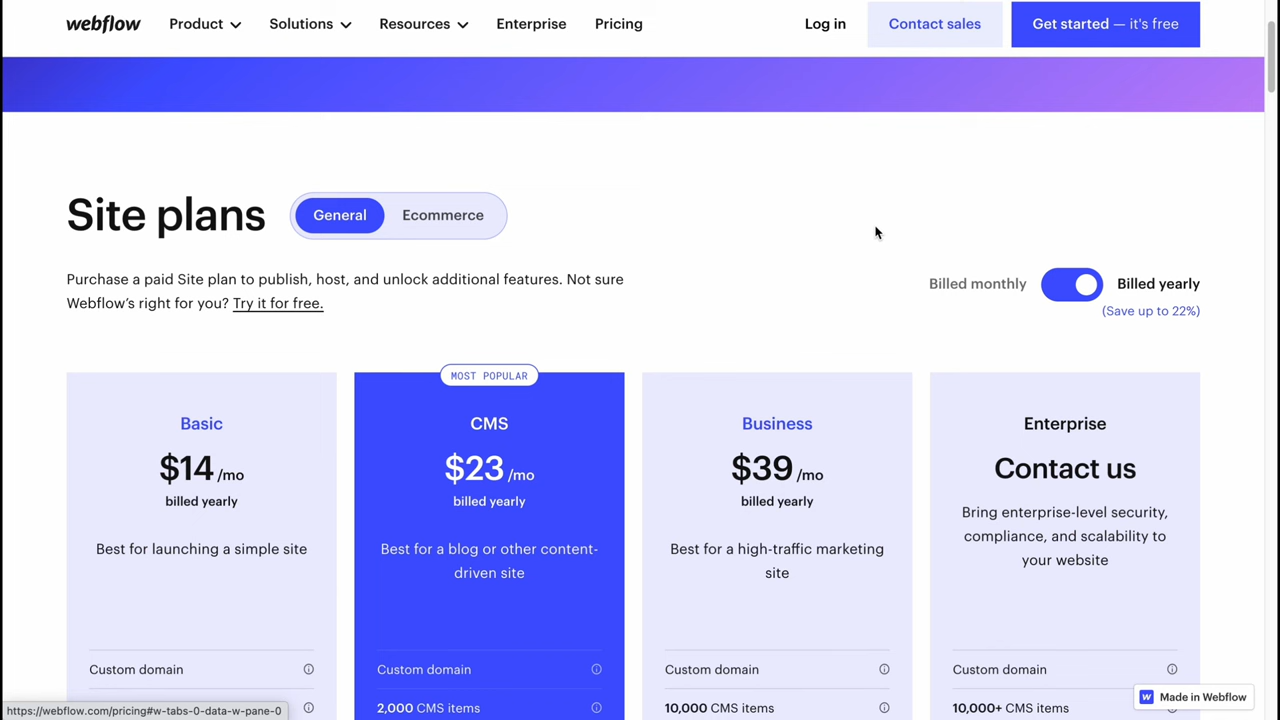 webflow Product Solutions Resources Enterprise Pricing Log in Contact sales Get started — it's free
Site plans General Ecommerce
Purchase a paid Site plan to publish, host, and unlock additional features. Not sure
Webflow’s right for you? Try it for free.
Billed monthly Billed yearly
(Save up to 22%)
Basic
$14 /mo
billed yearly
Best for launching a simple site
Custom domain
MOST POPULAR
CMS
$23 /mo
billed yearly
Best for a blog or other content-
driven site
Custom domain
2,000 CMS items
Business
$39 /mo
billed yearly
Best for a high-traffic marketing
site
Custom domain
10,000 CMS items
Enterprise
Contact us
Bring enterprise-level security,
compliance, and scalability to
your website
Custom domain
10,000+ CMS items
Made in Webflow
https://webflow.com/pricing#w-tabs-0-data-w-pane-0